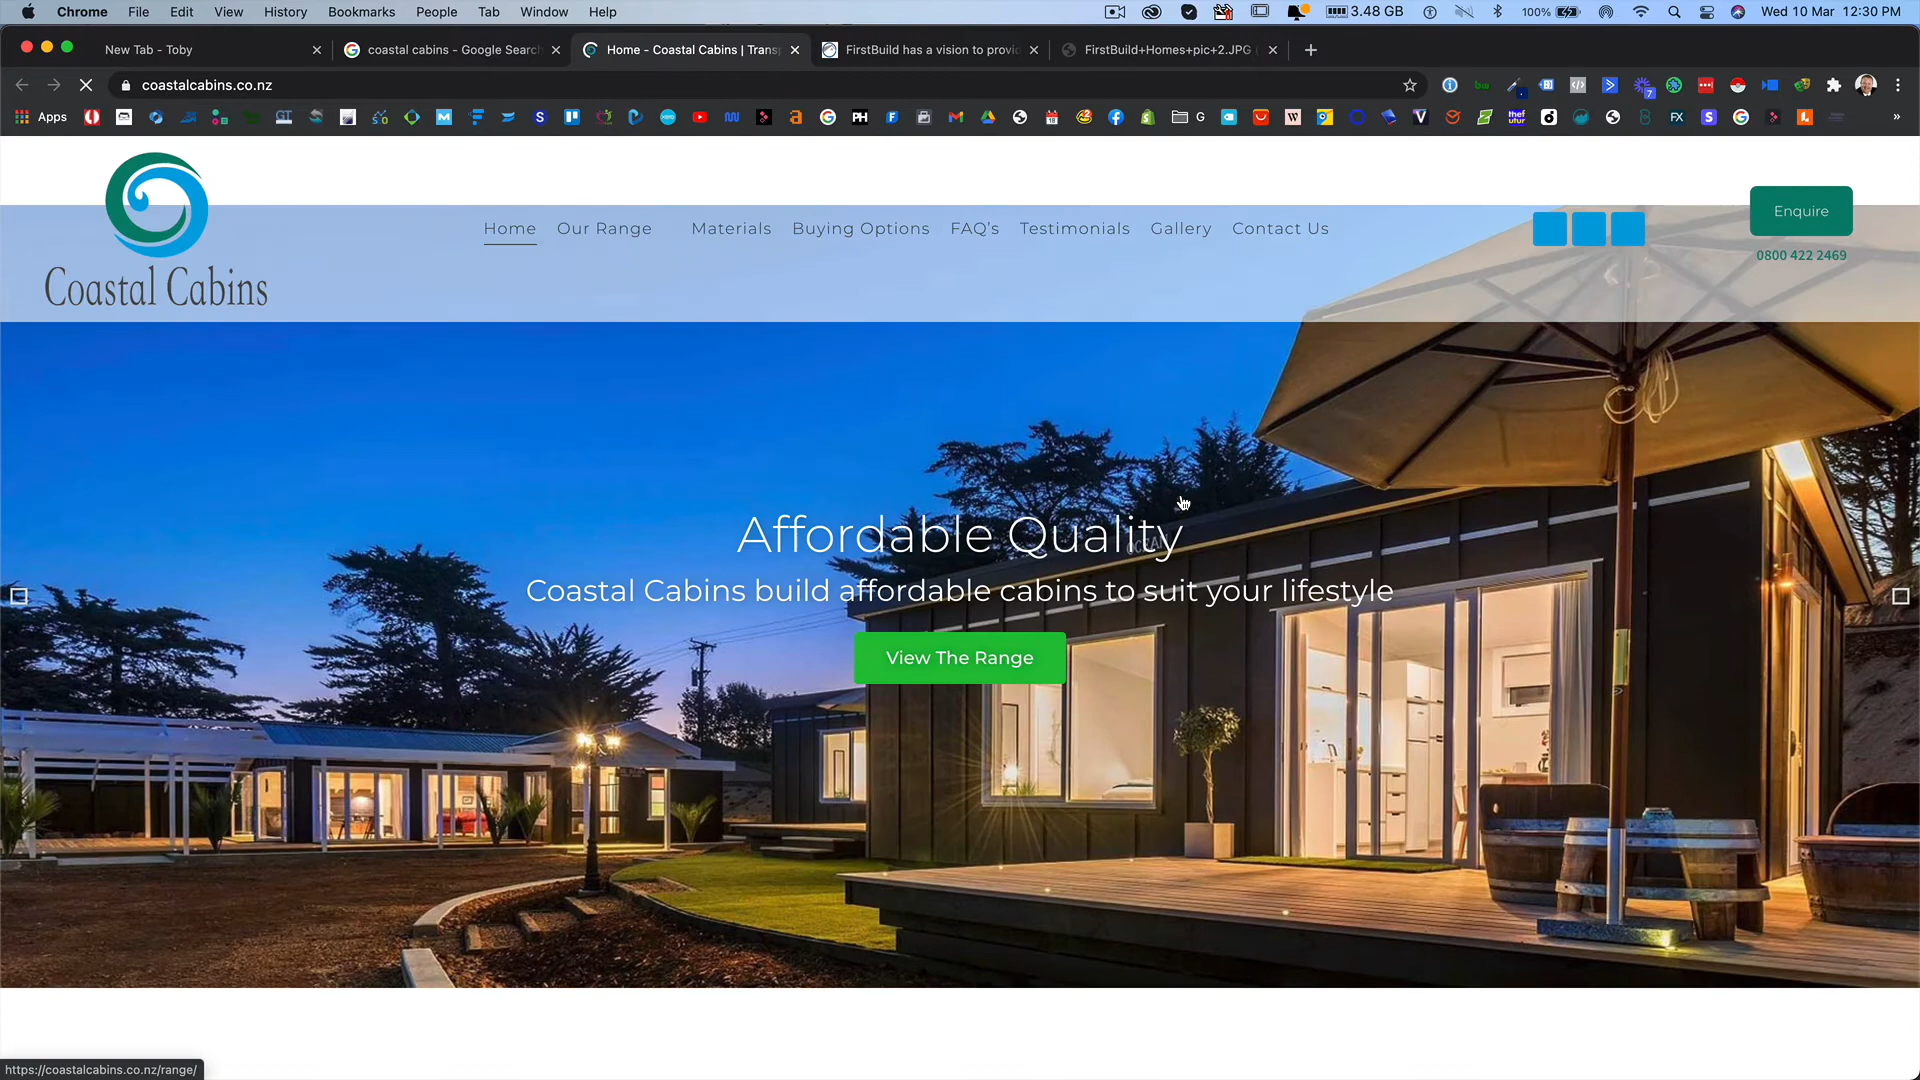 Chrome File Edit View History Bookmarks People Tab Window Help 3.48 GB 100% Wed 10 Mar 12:30 PM
New Tab - Toby coastal cabins - Google Search Home - Coastal Cabins | Trans FirstBuild has a vision to provi FirstBuild+Homes+pic+2.JPG
coastalcabins.co.nz
Apps G
Coastal Cabins
Home Our Range Materials Buying Options FAQ's Testimonials Gallery Contact Us
Enquire
0800 422 2469
Affordable Quality
Coastal Cabins build affordable cabins to suit your lifestyle
View The Range
https://coastalcabins.co.nz/range/